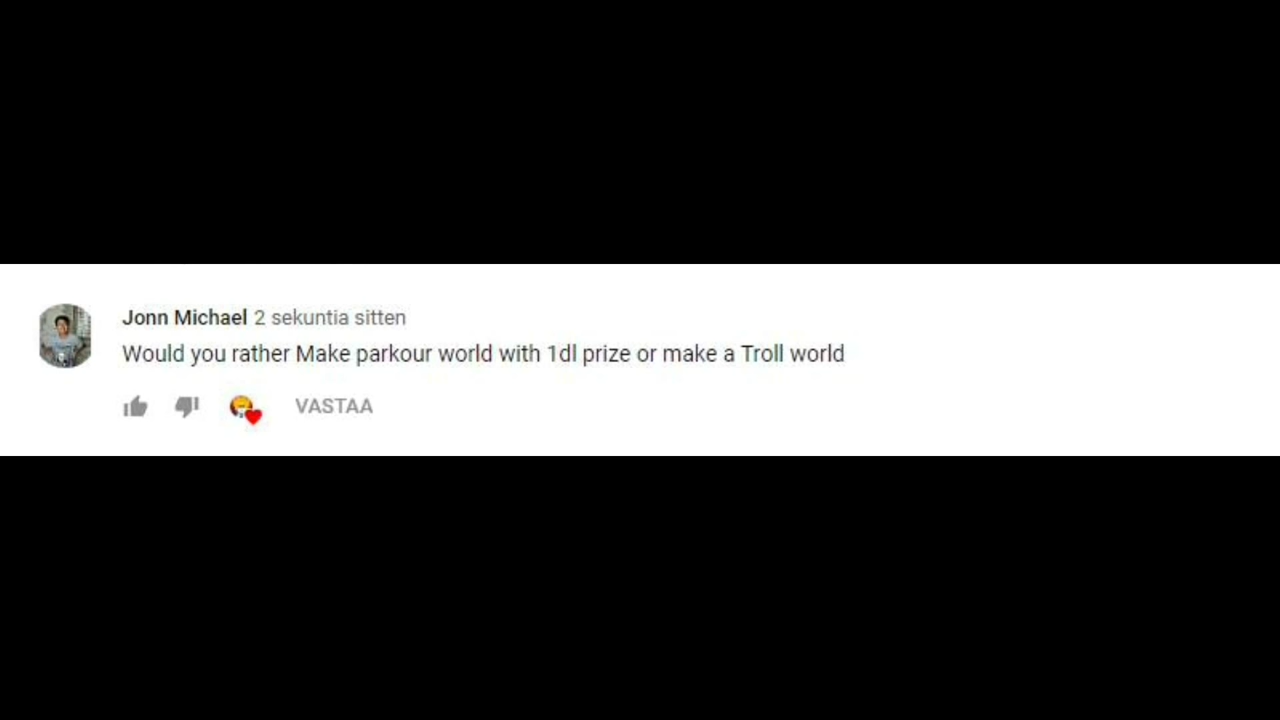 Jonn Michael 2 sekuntia sitten
Would you rather Make parkour world with 1dl prize or make a Troll world
VASTAA